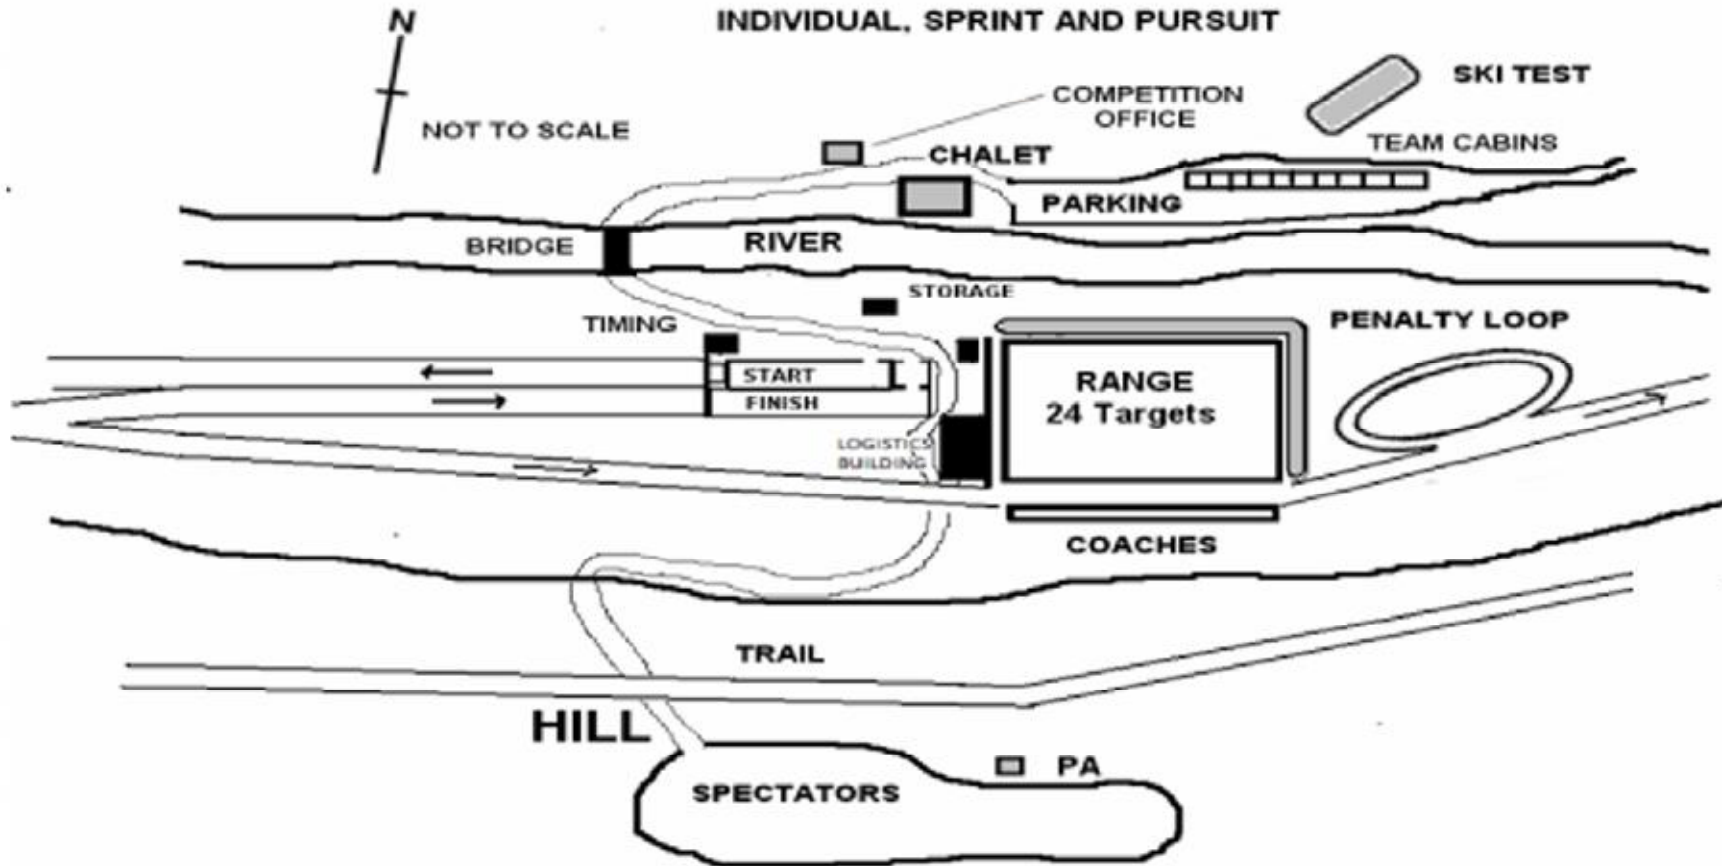 N
INDIVIDUAL, SPRINT AND PURSUIT
SKI TEST
COMPETITION
OFFICE
NOT TO SCALE
TEAM CABINS
CHALET
PARKING
BRIDGE
RIVER
STORAGE
TIMING
PENALTY LOOP
START
FINISH
RANGE
24 Targets
LOGISTICS
BUILDING
COACHES
TRAIL
HILL
PA
SPECTATORS